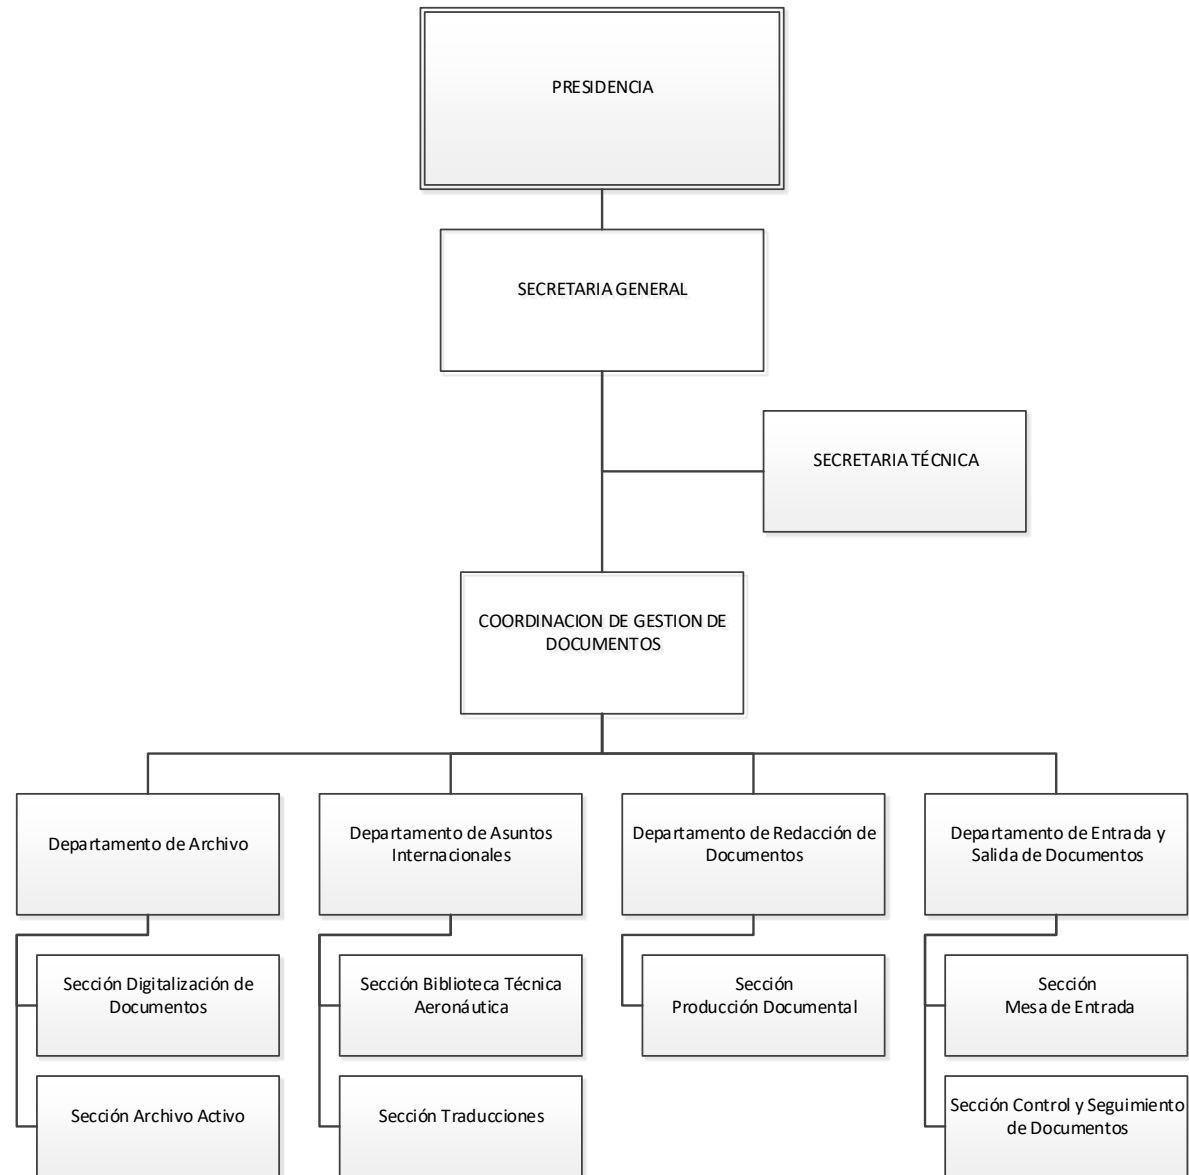 PRESIDENCIA
SECRETARIA GENERAL
SECRETARIA TÉCNICA
COORDINACION DE GESTION DE
DOCUMENTOS
Departamento de Archivo
Departamento de Asuntos
Internacionales
Departamento de Redacción de
Documentos
Departamento de Entrada y
Salida de Documentos
Sección Digitalización de
Documentos
Sección Biblioteca Técnica
Aeronáutica
Sección
Producción Documental
Sección
Mesa de Entrada
Sección Archivo Activo
Sección Traducciones
Sección Control y Seguimiento
de Documentos